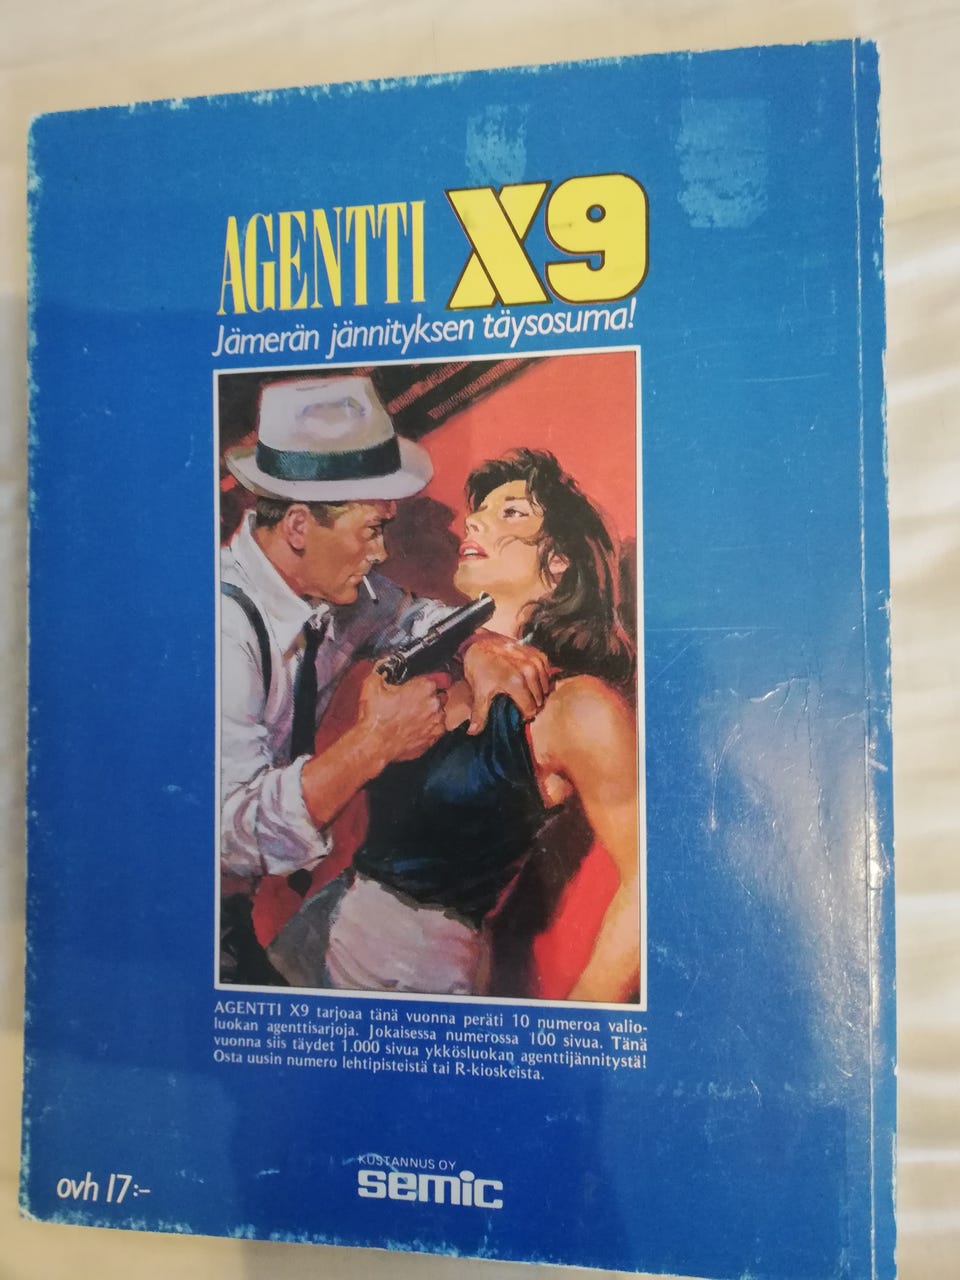 AGENTTI X9
Jämerän jännityksen täysosuma!
AGENTTI X9 tarjoaa tänä vuonna peräti 10 numeroa valio-
luokan agenttisarjoja. Jokaisessa numerossa 100 sivua. Tänä
vuonna siis täydet 1.000 sivua ykkösluokan agenttijännitystä!
Osta uusin numero lehtipisteistä tai R-kioskeista.
KUSTANNUS OY
semic
ovh 17:-